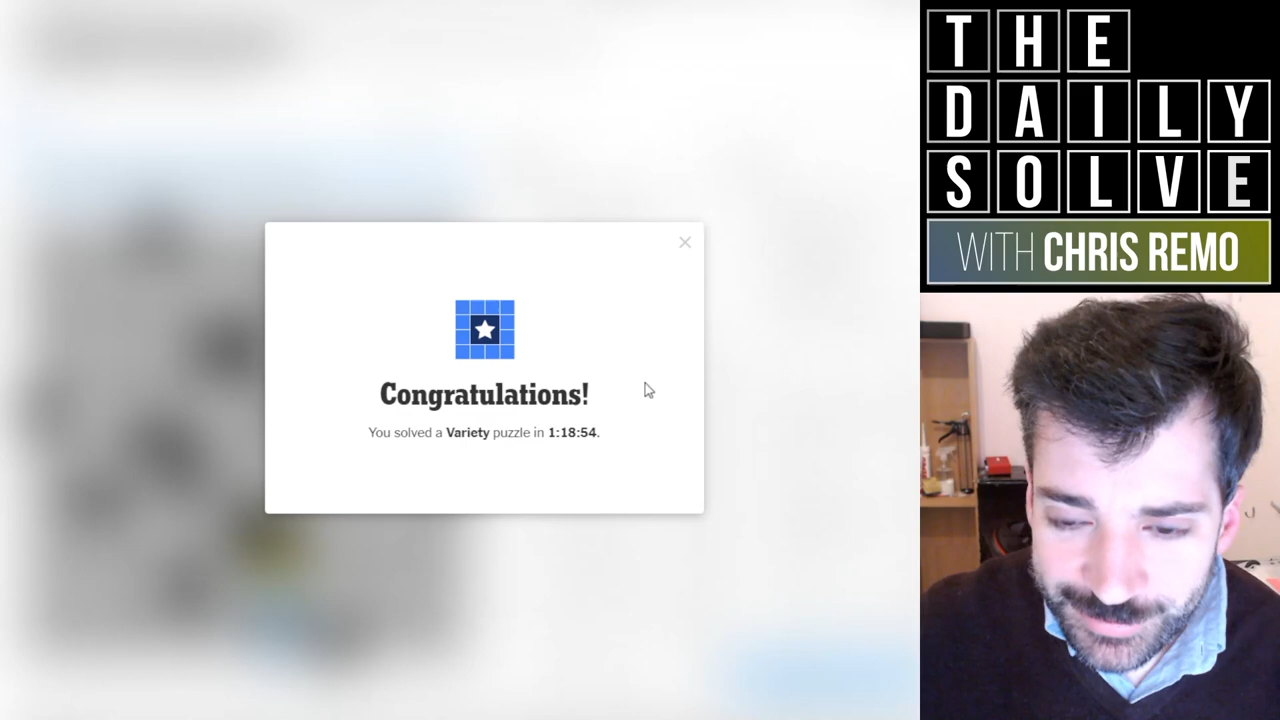 THE
DAILY
SOLVE
WITH CHRIS REMO
Congratulations!
You solved a Variety puzzle in 1:18:54.